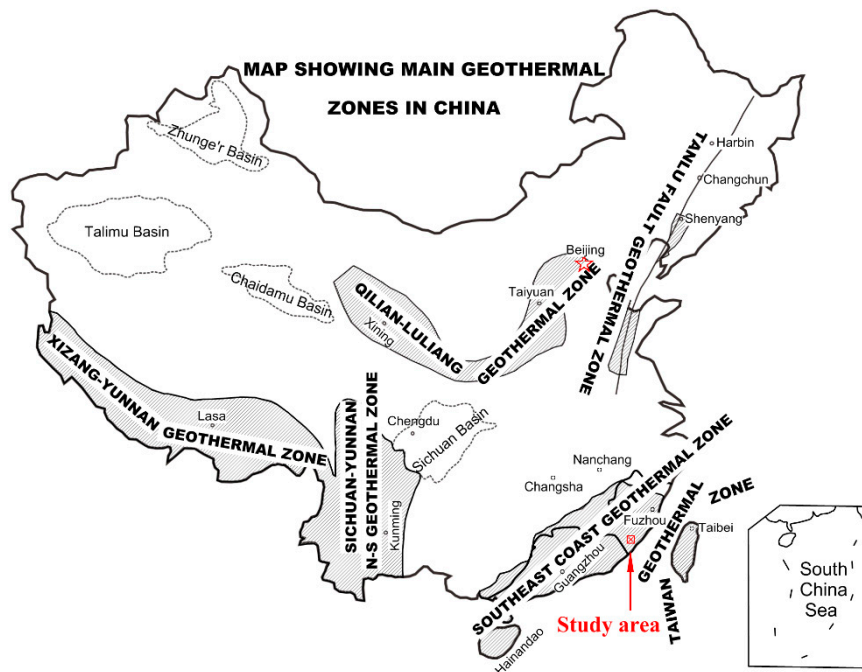 MAP SHOWING MAIN GEOTHERMAL
ZONES IN CHINA
Zhunge'r Basin
Talimu Basin
Chaidamu Basin
TANLU FAULT GEOTHERMAL ZONE
Harbin
Changchun
Shenyang
Beijing
Taiyuan
QILIAN-LULIANG
GEOTHERMAL ZONE
Xining
XIZANG-YUNNAN GEOTHERMAL ZONE
Lasa
SICHUAN-YUNNAN
N-S GEOTHERMAL ZONE
Chengdu
Sichuan Basin
Kunming
Nanchang
Changsha
SOUTHEAST COAST GEOTHERMAL ZONE
Fuzhou
Guangzhou
TAIWAN GEOTHERMAL ZONE
Taibei
Study area
Hainandao
South
China
Sea